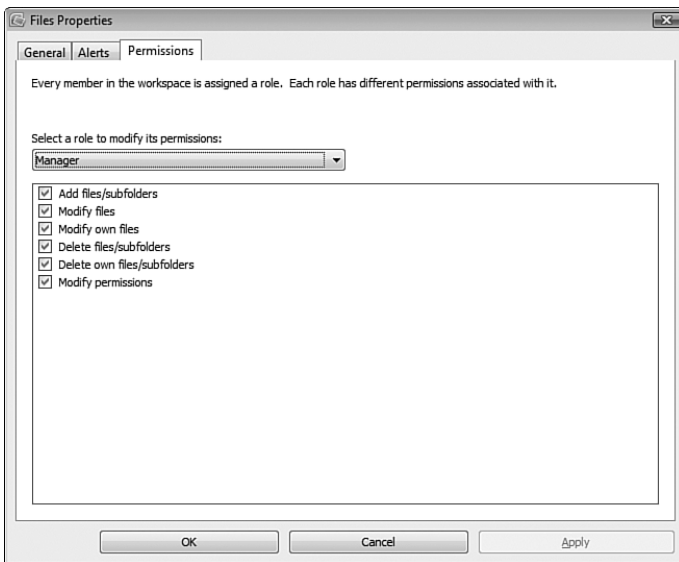 Files Properties
General Alerts Permissions
Every member in the workspace is assigned a role. Each role has different permissions associated with it.
Select a role to modify its permissions:
Manager
Add files/subfolders
Modify files
Modify own files
Delete files/subfolders
Delete own files/subfolders
Modify permissions
OK Cancel Apply